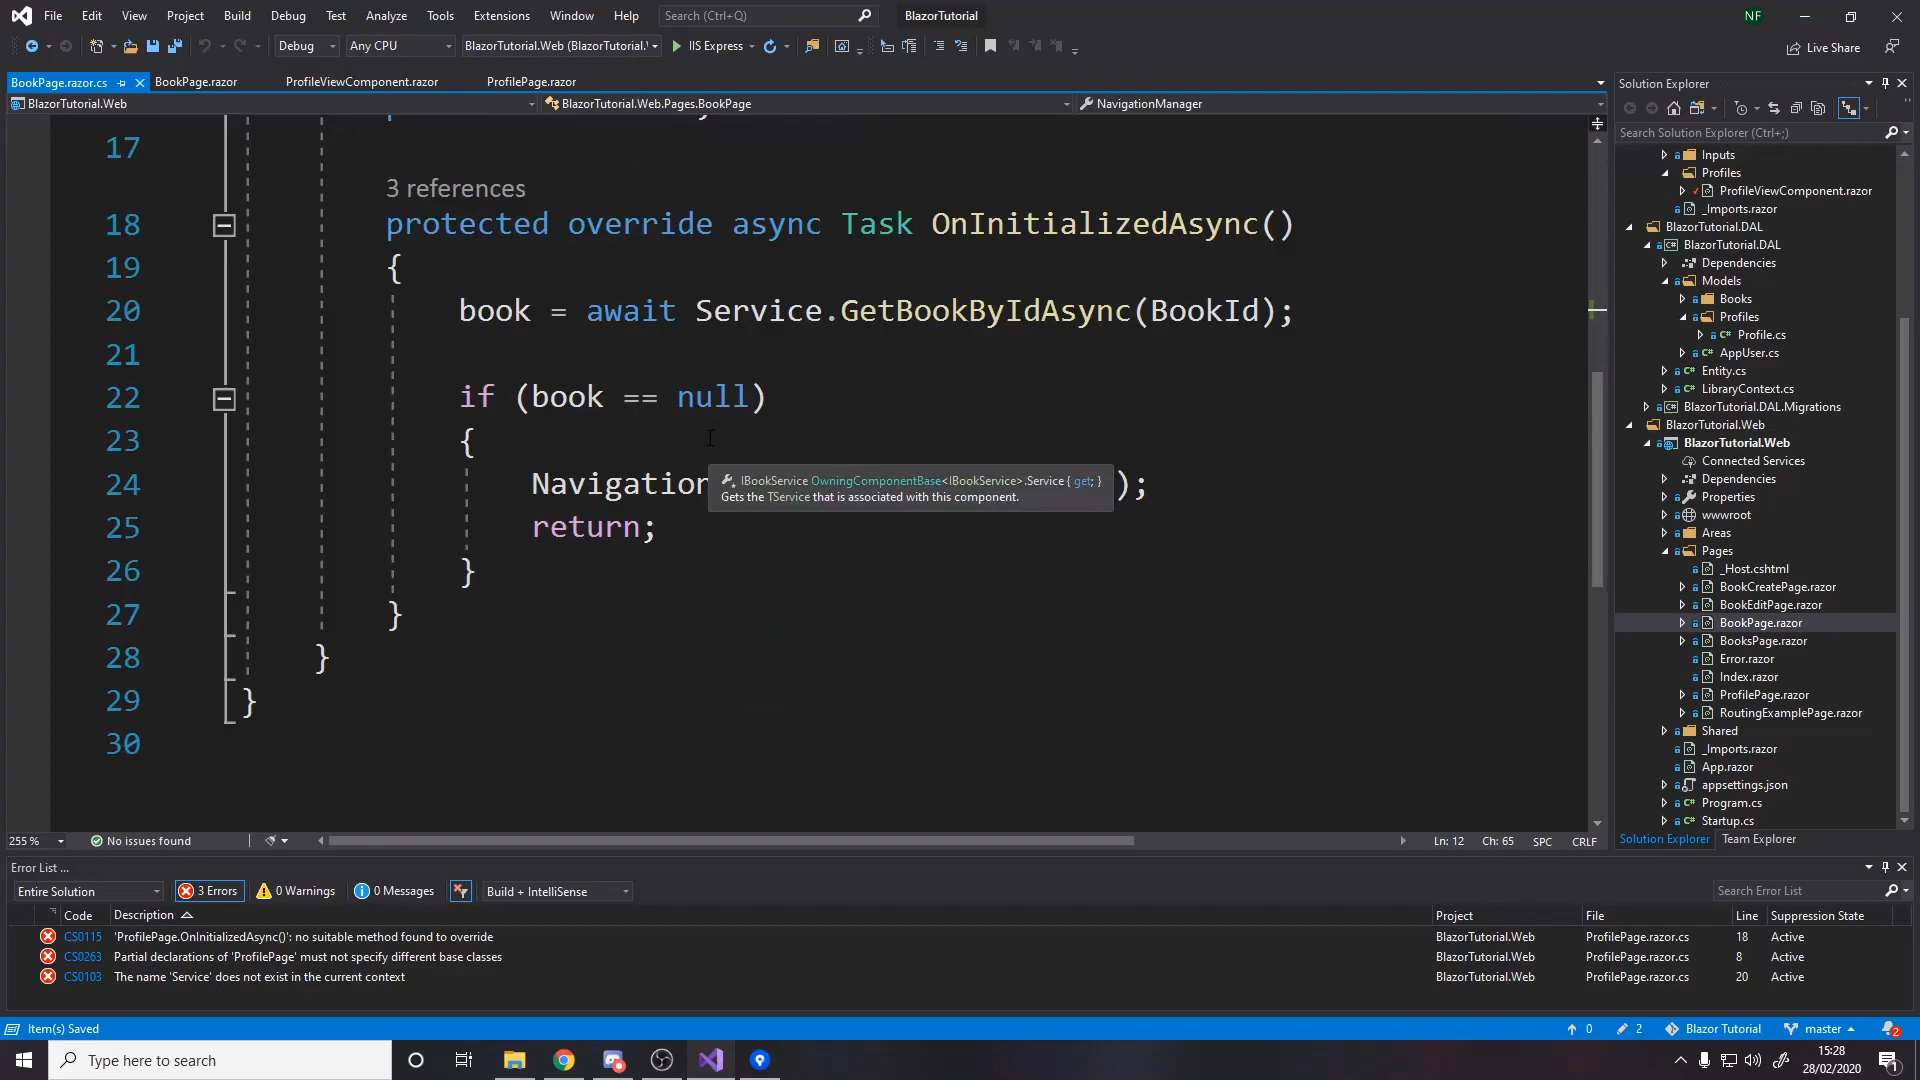 File Edit View Project Build Debug Test Analyze Tools Extensions Window Help Search (Ctrl+Q) BlazorTutorial NF
Debug Any CPU BlazorTutorial.Web (BlazorTutorial.\ IIS Express Live Share
BookPage.razor.cs BookPage.razor ProfileViewComponent.razor ProfilePage.razor
BlazorTutorial.Web BlazorTutorial.Web.Pages.BookPage NavigationManager
17
3 references
18 protected override async Task OnInitializedAsync()
19 {
20 book = await Service.GetBookByIdAsync(BookId);
21
22 if (book == null)
23 {
24 Navigation );
IBookService OwningComponentBase<IBookService>.Service { get; }
Gets the TService that is associated with this component.
25 return;
26 }
27 }
28 }
29 }
30
255 % No issues found Ln: 12 Ch: 65 SPC CRLF
Solution Explorer
Search Solution Explorer (Ctrl+;)
Inputs
Profiles
ProfileViewComponent.razor
_Imports.razor
BlazorTutorial.DAL
BlazorTutorial.DAL
Dependencies
Models
Books
Profiles
Profile.cs
AppUser.cs
Entity.cs
LibraryContext.cs
BlazorTutorial.DAL.Migrations
BlazorTutorial.Web
BlazorTutorial.Web
Connected Services
Dependencies
Properties
wwwroot
Areas
Pages
_Host.cshtml
BookCreatePage.razor
BookEditPage.razor
BookPage.razor
BooksPage.razor
Error.razor
Index.razor
ProfilePage.razor
RoutingExamplePage.razor
Shared
_Imports.razor
App.razor
appsettings.json
Program.cs
Startup.cs
Solution Explorer Team Explorer
Error List ...
Entire Solution 3 Errors 0 Warnings 0 Messages Build + IntelliSense Search Error List
Code Description Project File Line Suppression State
CS0115 'ProfilePage.OnInitializedAsync()': no suitable method found to override BlazorTutorial.Web ProfilePage.razor.cs 18 Active
CS0263 Partial declarations of 'ProfilePage' must not specify different base classes BlazorTutorial.Web ProfilePage.razor.cs 8 Active
CS0103 The name 'Service' does not exist in the current context BlazorTutorial.Web ProfilePage.razor.cs 20 Active
Item(s) Saved 0 2 Blazor Tutorial master 2
Type here to search 15:28
28/02/2020 1